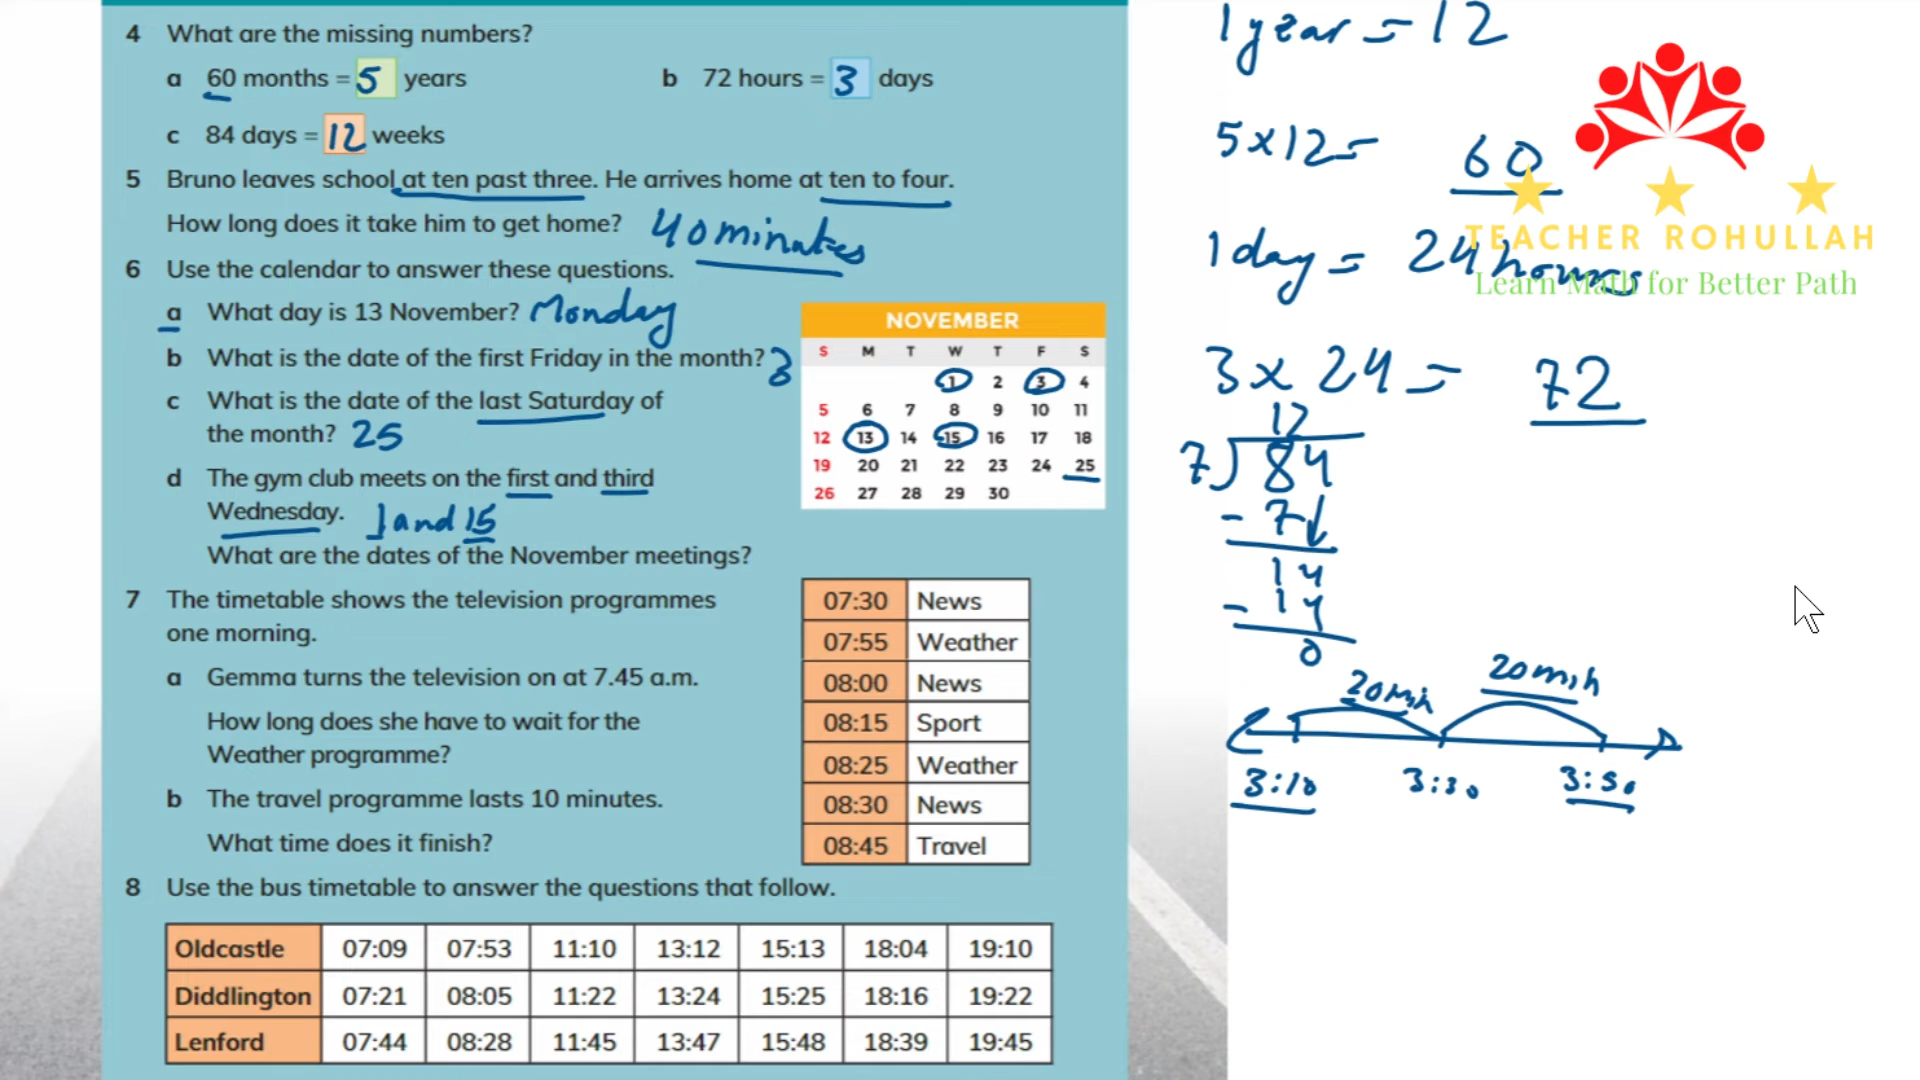 4 What are the missing numbers?
a 60 months = 5 years b 72 hours = 3 days
c 84 days = 12 weeks
5 Bruno leaves school at ten past three. He arrives home at ten to four.
How long does it take him to get home? 40 minutes
6 Use the calendar to answer these questions.
a What day is 13 November? Monday
b What is the date of the first Friday in the month? 3
c What is the date of the last Saturday of
the month? 25
d The gym club meets on the first and third
Wednesday. 1 and 15
What are the dates of the November meetings?
NOVEMBER
S M T W T F S
1 2 3 4
5 6 7 8 9 10 11
12 13 14 15 16 17 18
19 20 21 22 23 24 25
26 27 28 29 30
7 The timetable shows the television programmes
one morning.
a Gemma turns the television on at 7.45 a.m.
How long does she have to wait for the
Weather programme?
b The travel programme lasts 10 minutes.
What time does it finish?
07:30 News
07:55 Weather
08:00 News
08:15 Sport
08:25 Weather
08:30 News
08:45 Travel
8 Use the bus timetable to answer the questions that follow.
Oldcastle 07:09 07:53 11:10 13:12 15:13 18:04 19:10
Diddlington 07:21 08:05 11:22 13:24 15:25 18:16 19:22
Lenford 07:44 08:28 11:45 13:47 15:48 18:39 19:45
1 year = 12
5 x 12 = 60
1 day = 24 hours
TEACHER ROHULLAH
Learn Math for Better Path
3 x 24 = 72
12
7) 84
- 7
14
- 14
0
20 min 20 min
3:10 3:30 3:50